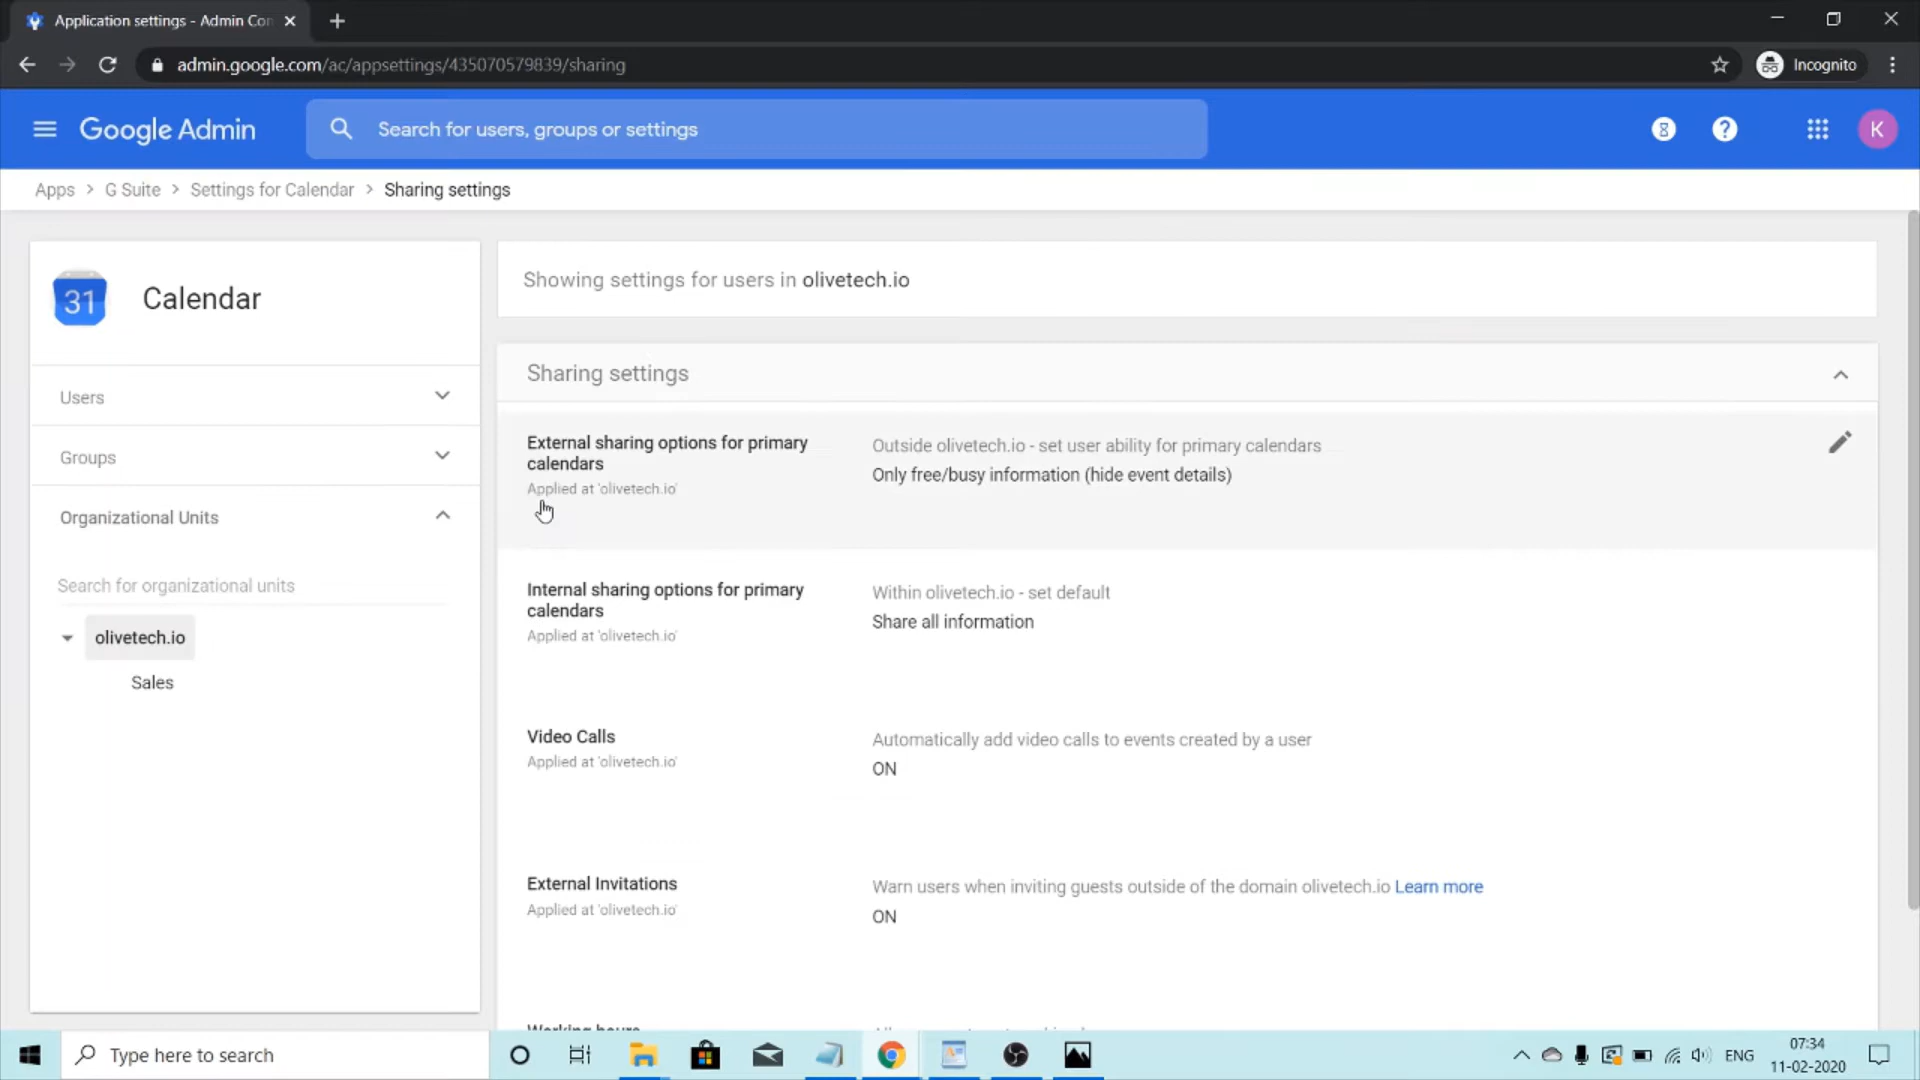 Application settings - Admin Con
admin.google.com/ac/appsettings/435070579839/sharing
Incognito
Google Admin
Search for users, groups or settings
K
Apps > G Suite > Settings for Calendar > Sharing settings
31
Calendar
Users
Groups
Organizational Units
Search for organizational units
olivetech.io
Sales
Showing settings for users in olivetech.io
Sharing settings
External sharing options for primary
calendars
Applied at 'olivetech.io'
Outside olivetech.io - set user ability for primary calendars
Only free/busy information (hide event details)
Internal sharing options for primary
calendars
Applied at 'olivetech.io'
Within olivetech.io - set default
Share all information
Video Calls
Applied at 'olivetech.io'
Automatically add video calls to events created by a user
ON
External Invitations
Applied at 'olivetech.io'
Warn users when inviting guests outside of the domain olivetech.io Learn more
ON
Working hours
Type here to search
ENG
07:34
11-02-2020